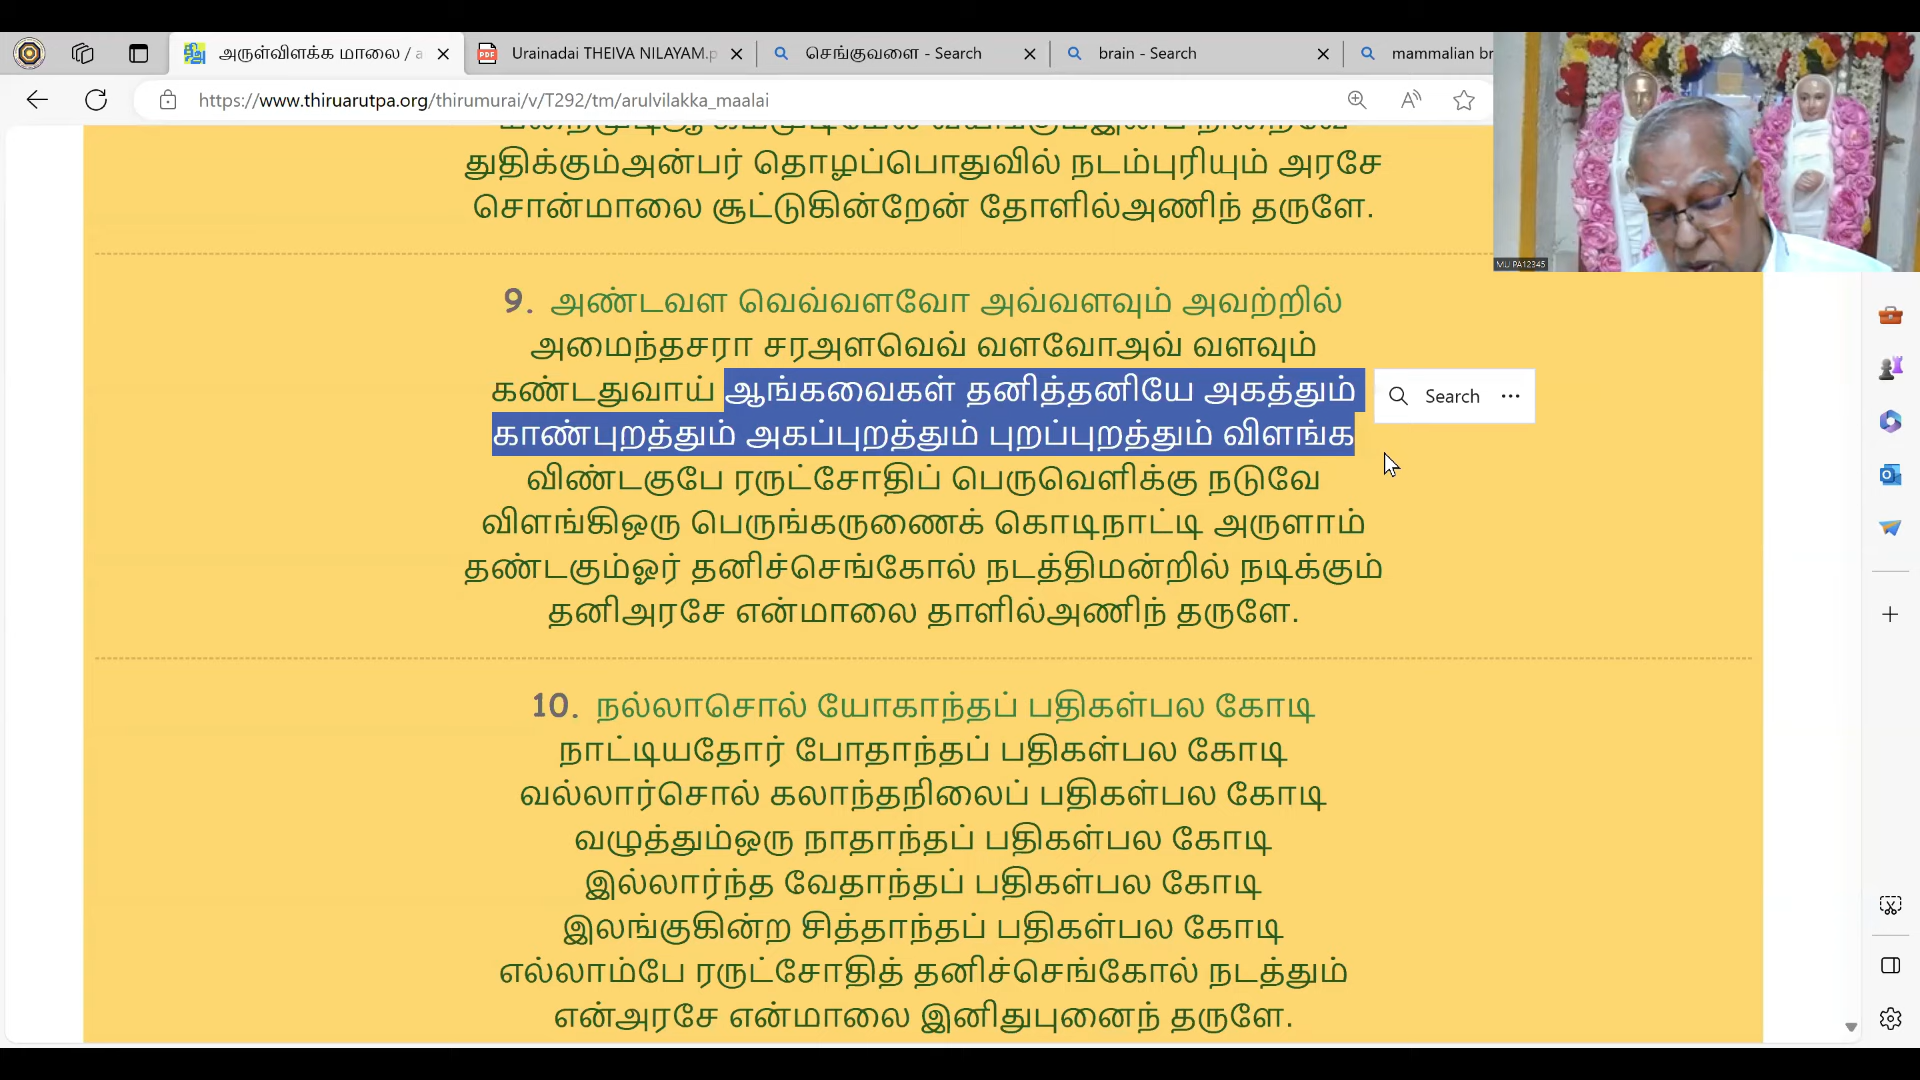 அருள்விளக்க மாலை / a
Urainadai THEIVA NILAYAM.p
செங்குவளை - Search
brain - Search
mammalian br
https://www.thiruarutpa.org/thirumurai/v/T292/tm/arulvilakka_maalai
துதிக்கும்அன்பர் தொழப்பொதுவில் நடம்புரியும் அரசே
சொன்மாலை சூட்டுகின்றேன் தோளில்அணிந் தருளே.
MU PA12345
9. அண்டவள வெவ்வளவோ அவ்வளவும் அவற்றில்
அமைந்தசரா சரஅளவெவ் வளவோஅவ் வளவும்
கண்டதுவாய் ஆங்கவைகள் தனித்தனியே அகத்தும்
காண்புறத்தும் அகப்புறத்தும் புறப்புறத்தும் விளங்க
Search
விண்டகுபே ரருட்சோதிப் பெருவெளிக்கு நடுவே
விளங்கிஒரு பெருங்கருணைக் கொடிநாட்டி அருளாம்
தண்டகும்ஓர் தனிச்செங்கோல் நடத்திமன்றில் நடிக்கும்
தனிஅரசே என்மாலை தாளில்அணிந் தருளே.
10. நல்லாசொல் யோகாந்தப் பதிகள்பல கோடி
நாட்டியதோர் போதாந்தப் பதிகள்பல கோடி
வல்லார்சொல் கலாந்தநிலைப் பதிகள்பல கோடி
வழுத்தும்ஒரு நாதாந்தப் பதிகள்பல கோடி
இல்லார்ந்த வேதாந்தப் பதிகள்பல கோடி
இலங்குகின்ற சித்தாந்தப் பதிகள்பல கோடி
எல்லாம்பே ரருட்சோதித் தனிச்செங்கோல் நடத்தும்
என்அரசே என்மாலை இனிதுபுனைந் தருளே.